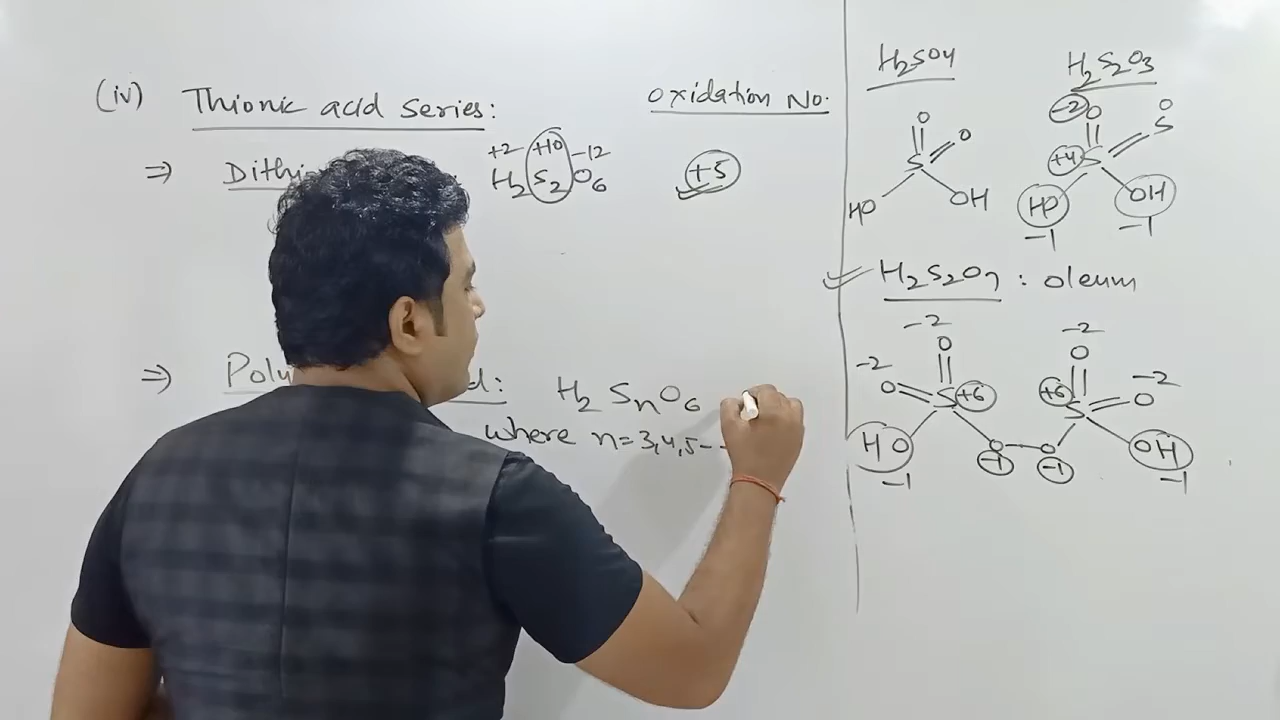 (iv) Thionic acid series: oxidation No.
+2 +10 -12
⇒ H₂ S₂ O₆ +5
⇒ H₂ SₙO₆
where n=3,4,5--
H₂SO₄
O
O
S
HO OH
H₂S₂O₃
-2 O O
+4 S S
HO OH
-1 -1
H₂S₂O₇ : oleum
-2 -2
O O
-2 -2
O S +6 +6 S O
HO O O OH
-1 -1 -1 -1